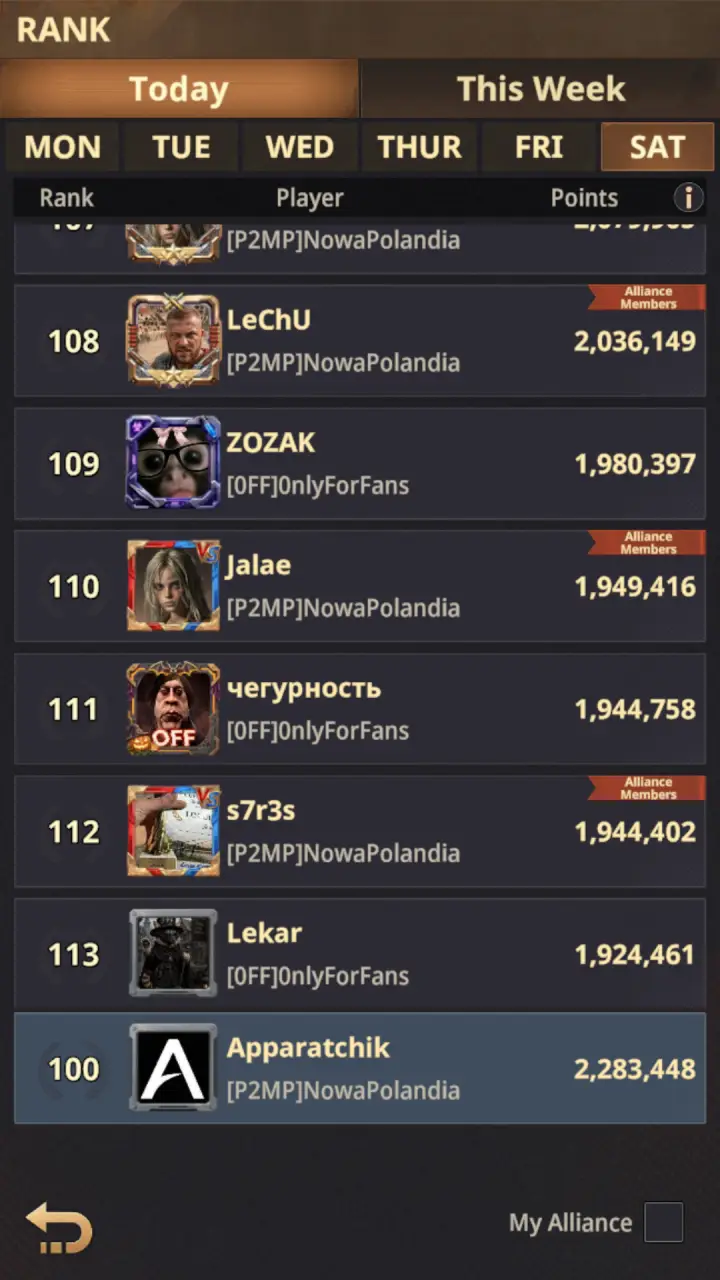 RANK
Today
This Week
MON TUE WED THUR FRI SAT
Rank Player Points
[P2MP]NowaPolandia
Alliance Members
108 LeChU 2,036,149
[P2MP]NowaPolandia
109 ZOZAK 1,980,397
[0FF]0nlyForFans
Alliance Members
110 Jalae 1,949,416
[P2MP]NowaPolandia
111 чегурность 1,944,758
OFF
[0FF]0nlyForFans
Alliance Members
112 s7r3s 1,944,402
[P2MP]NowaPolandia
113 Lekar 1,924,461
[0FF]0nlyForFans
100 Apparatchik 2,283,448
[P2MP]NowaPolandia
My Alliance